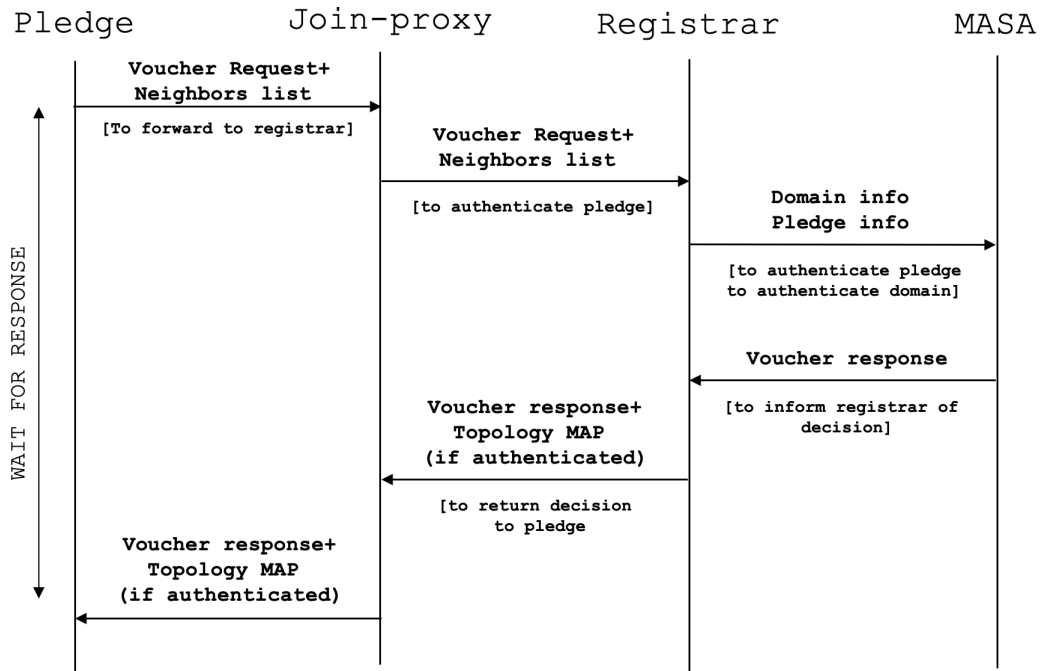 Pledge
Join-proxy
Registrar
MASA
Voucher Request+
Neighbors list
[To forward to registrar]
Voucher Request+
Neighbors list
[to authenticate pledge]
Domain info
Pledge info
[to authenticate pledge
to authenticate domain]
WAIT FOR RESPONSE
Voucher response
[to inform registrar of
decision]
Voucher response+
Topology MAP
(if authenticated)
[to return decision
to pledge
Voucher response+
Topology MAP
(if authenticated)